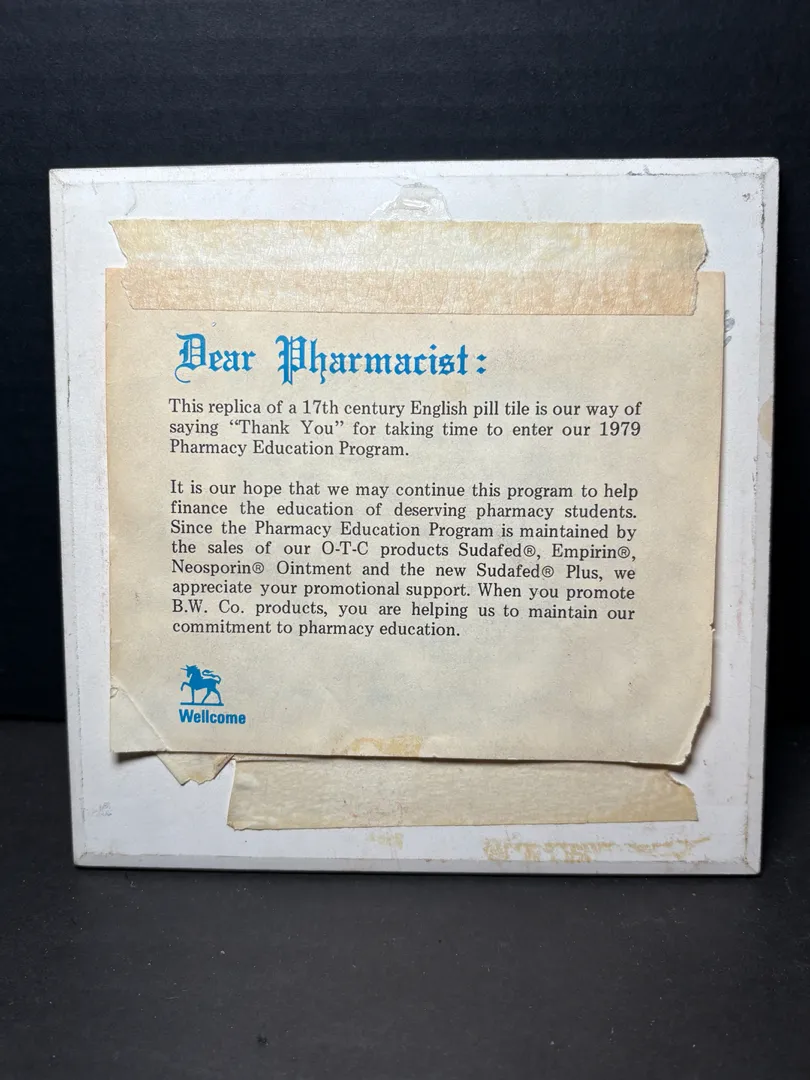 Dear Pharmacist:
This replica of a 17th century English pill tile is our way of
saying “Thank You” for taking time to enter our 1979
Pharmacy Education Program.
It is our hope that we may continue this program to help
finance the education of deserving pharmacy students.
Since the Pharmacy Education Program is maintained by
the sales of our O-T-C products Sudafed®, Empirin®,
Neosporin® Ointment and the new Sudafed® Plus, we
appreciate your promotional support. When you promote
B.W. Co. products, you are helping us to maintain our
commitment to pharmacy education.
Wellcome